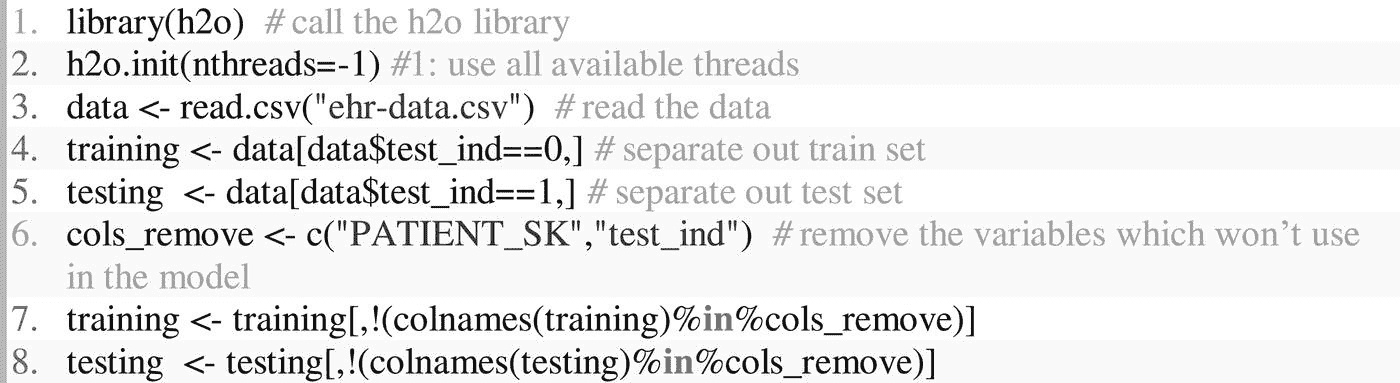 1. library(h2o)  # call the h2o library
2. h2o.init(nthreads=-1) #1: use all available threads
3. data <- read.csv("ehr-data.csv")  # read the data
4. training <- data[data$test_ind==0,] # separate out train set
5. testing  <- data[data$test_ind==1,] # separate out test set
6. cols_remove <- c("PATIENT_SK","test_ind")  # remove the variables which won’t use
in the model
7. training <- training[,!(colnames(training)%in%cols_remove)]
8. testing  <- testing[,!(colnames(testing)%in%cols_remove)]